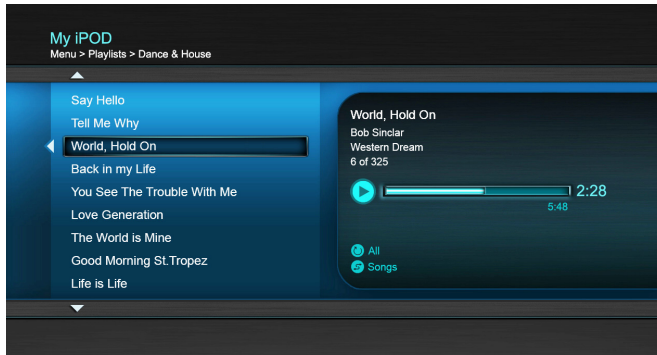 My iPOD
Menu > Playlists > Dance & House
Say Hello
Tell Me Why
World, Hold On
Back in my Life
You See The Trouble With Me
Love Generation
The World is Mine
Good Morning St.Tropez
Life is Life
World, Hold On
Bob Sinclar
Western Dream
6 of 325
2:28
5:48
All
Songs